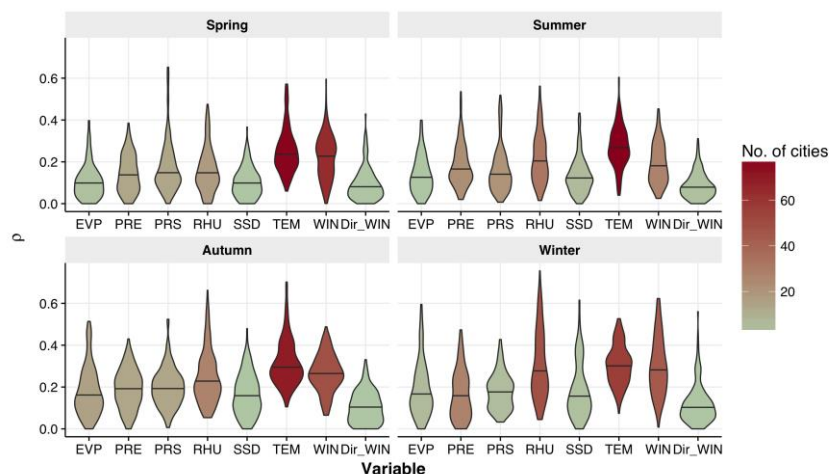 Spring
Summer
0.6
0.4
0.2
0.0
EVP PRE PRS RHU SSD TEM WIN Dir_WIN
EVP PRE PRS RHU SSD TEM WIN Dir_WIN
ρ
Autumn
Winter
0.6
0.4
0.2
0.0
EVP PRE PRS RHU SSD TEM WIN Dir_WIN
EVP PRE PRS RHU SSD TEM WIN Dir_WIN
Variable
No. of cities
60
40
20